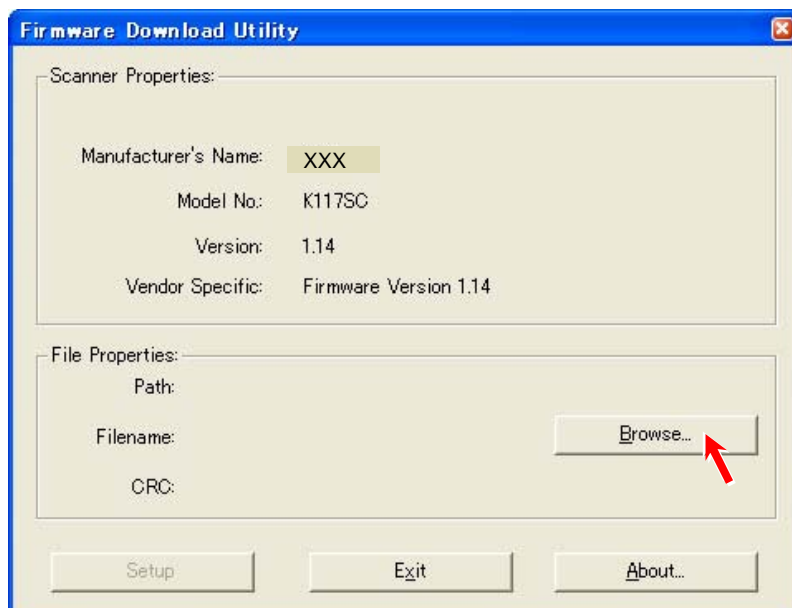 Firmware Download Utility
Scanner Properties:
Manufacturer's Name: XXX
Model No.: K117SC
Version: 1.14
Vendor Specific: Firmware Version 1.14
File Properties:
Path:
Filename:
Browse...
CRC:
Setup Exit About...